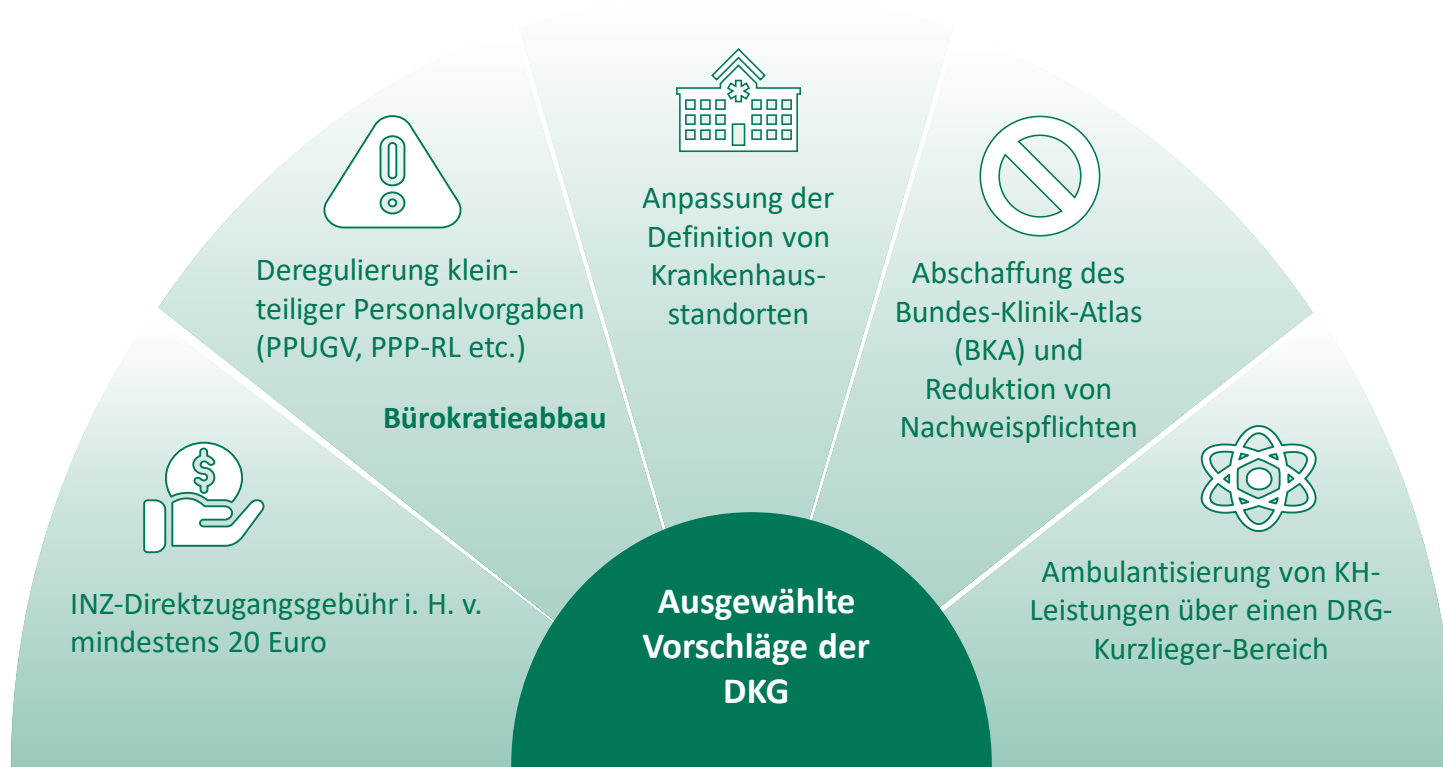 INZ-Direktzugangsgebühr i. H. v.
mindestens 20 Euro
Deregulierung klein-
teiliger Personalvorgaben
(PPUGV, PPP-RL etc.)
Bürokratieabbau
Anpassung der
Definition von
Krankenhaus-
standorten
Abschaffung des
Bundes-Klinik-Atlas
(BKA) und
Reduktion von
Nachweispflichten
Ambulantisierung von KH-
Leistungen über einen DRG-
Kurzlieger-Bereich
Ausgewählte
Vorschläge der
DKG